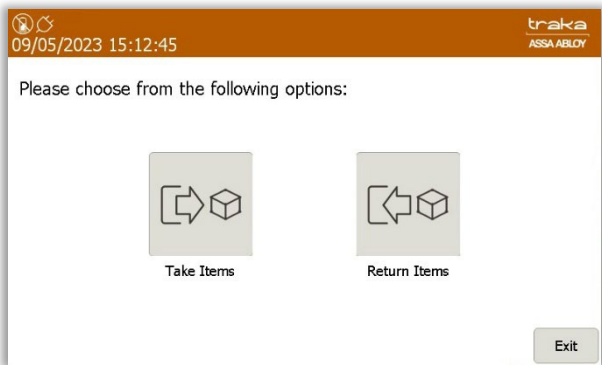 traka
09/05/2023 15:12:45
ASSA ABLOY
Please choose from the following options:
Take Items
Return Items
Exit